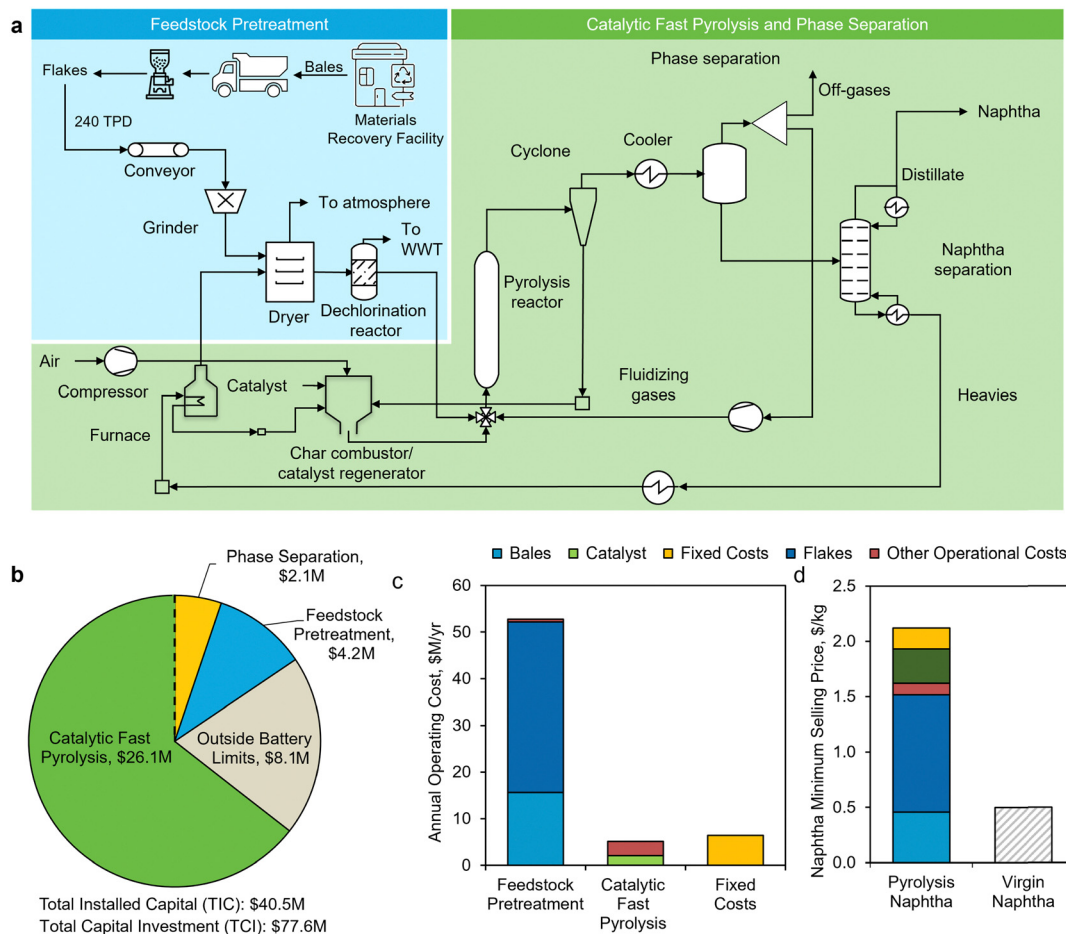 a
Feedstock Pretreatment
Catalytic Fast Pyrolysis and Phase Separation
Flakes
Bales
Materials
Recovery Facility
240 TPD
Conveyor
Grinder
To atmosphere
To
WWT
Dryer
Dechlorination
reactor
Phase separation
Off-gases
Naphtha
Cyclone
Cooler
Distillate
Pyrolysis
reactor
Naphtha
separation
Air
Compressor
Catalyst
Fluidizing
gases
Heavies
Furnace
Char combustor/
catalyst regenerator
b
Phase Separation,
$2.1M
Feedstock
Pretreatment,
$4.2M
Catalytic Fast
Pyrolysis, $26.1M
Outside Battery
Limits, $8.1M
Total Installed Capital (TIC): $40.5M
Total Capital Investment (TCI): $77.6M
Bales
Catalyst
Fixed Costs
Flakes
Other Operational Costs
c
Annual Operating Cost, $M/yr
60
50
40
30
20
10
0
Feedstock
Pretreatment
Catalytic
Fast
Pyrolysis
Fixed
Costs
d
Naphtha Minimum Selling Price, $/kg
2.5
2.0
1.5
1.0
0.5
0.0
Pyrolysis
Naphtha
Virgin
Naphtha